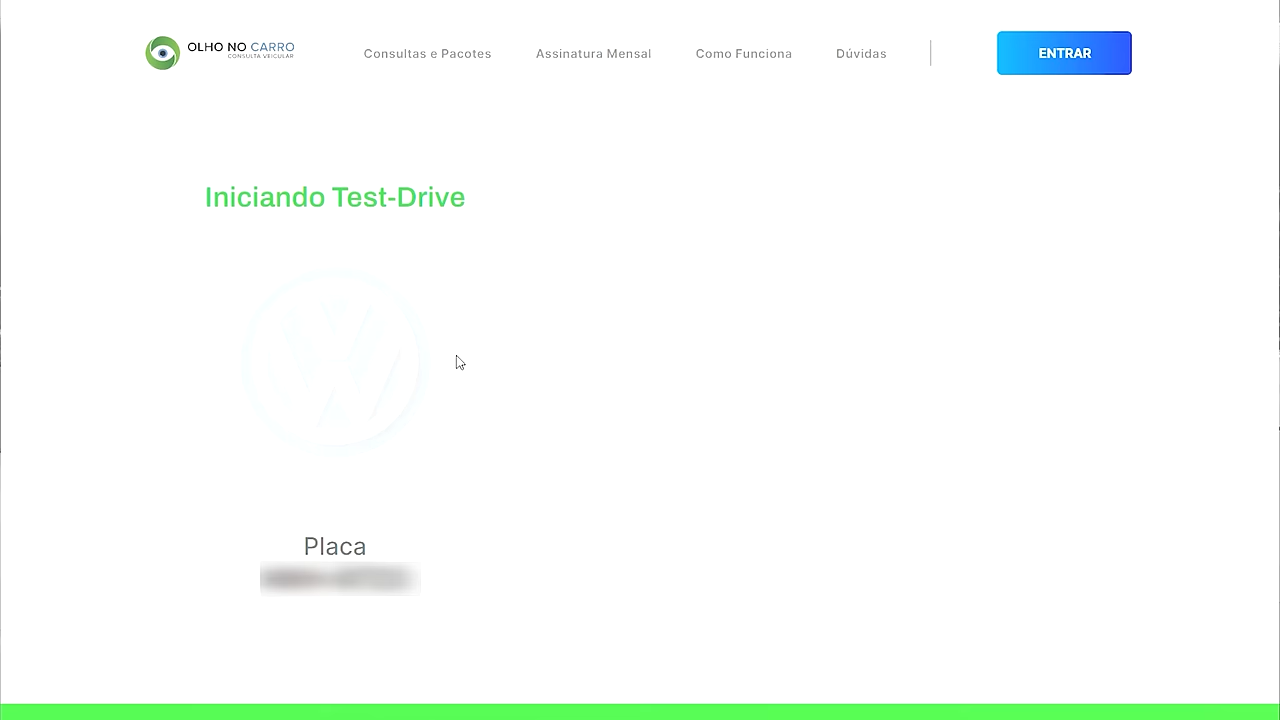 OLHO NO CARRO
CONSULTA VEICULAR
Consultas e Pacotes
Assinatura Mensal
Como Funciona
Dúvidas
ENTRAR
Iniciando Test-Drive
Placa